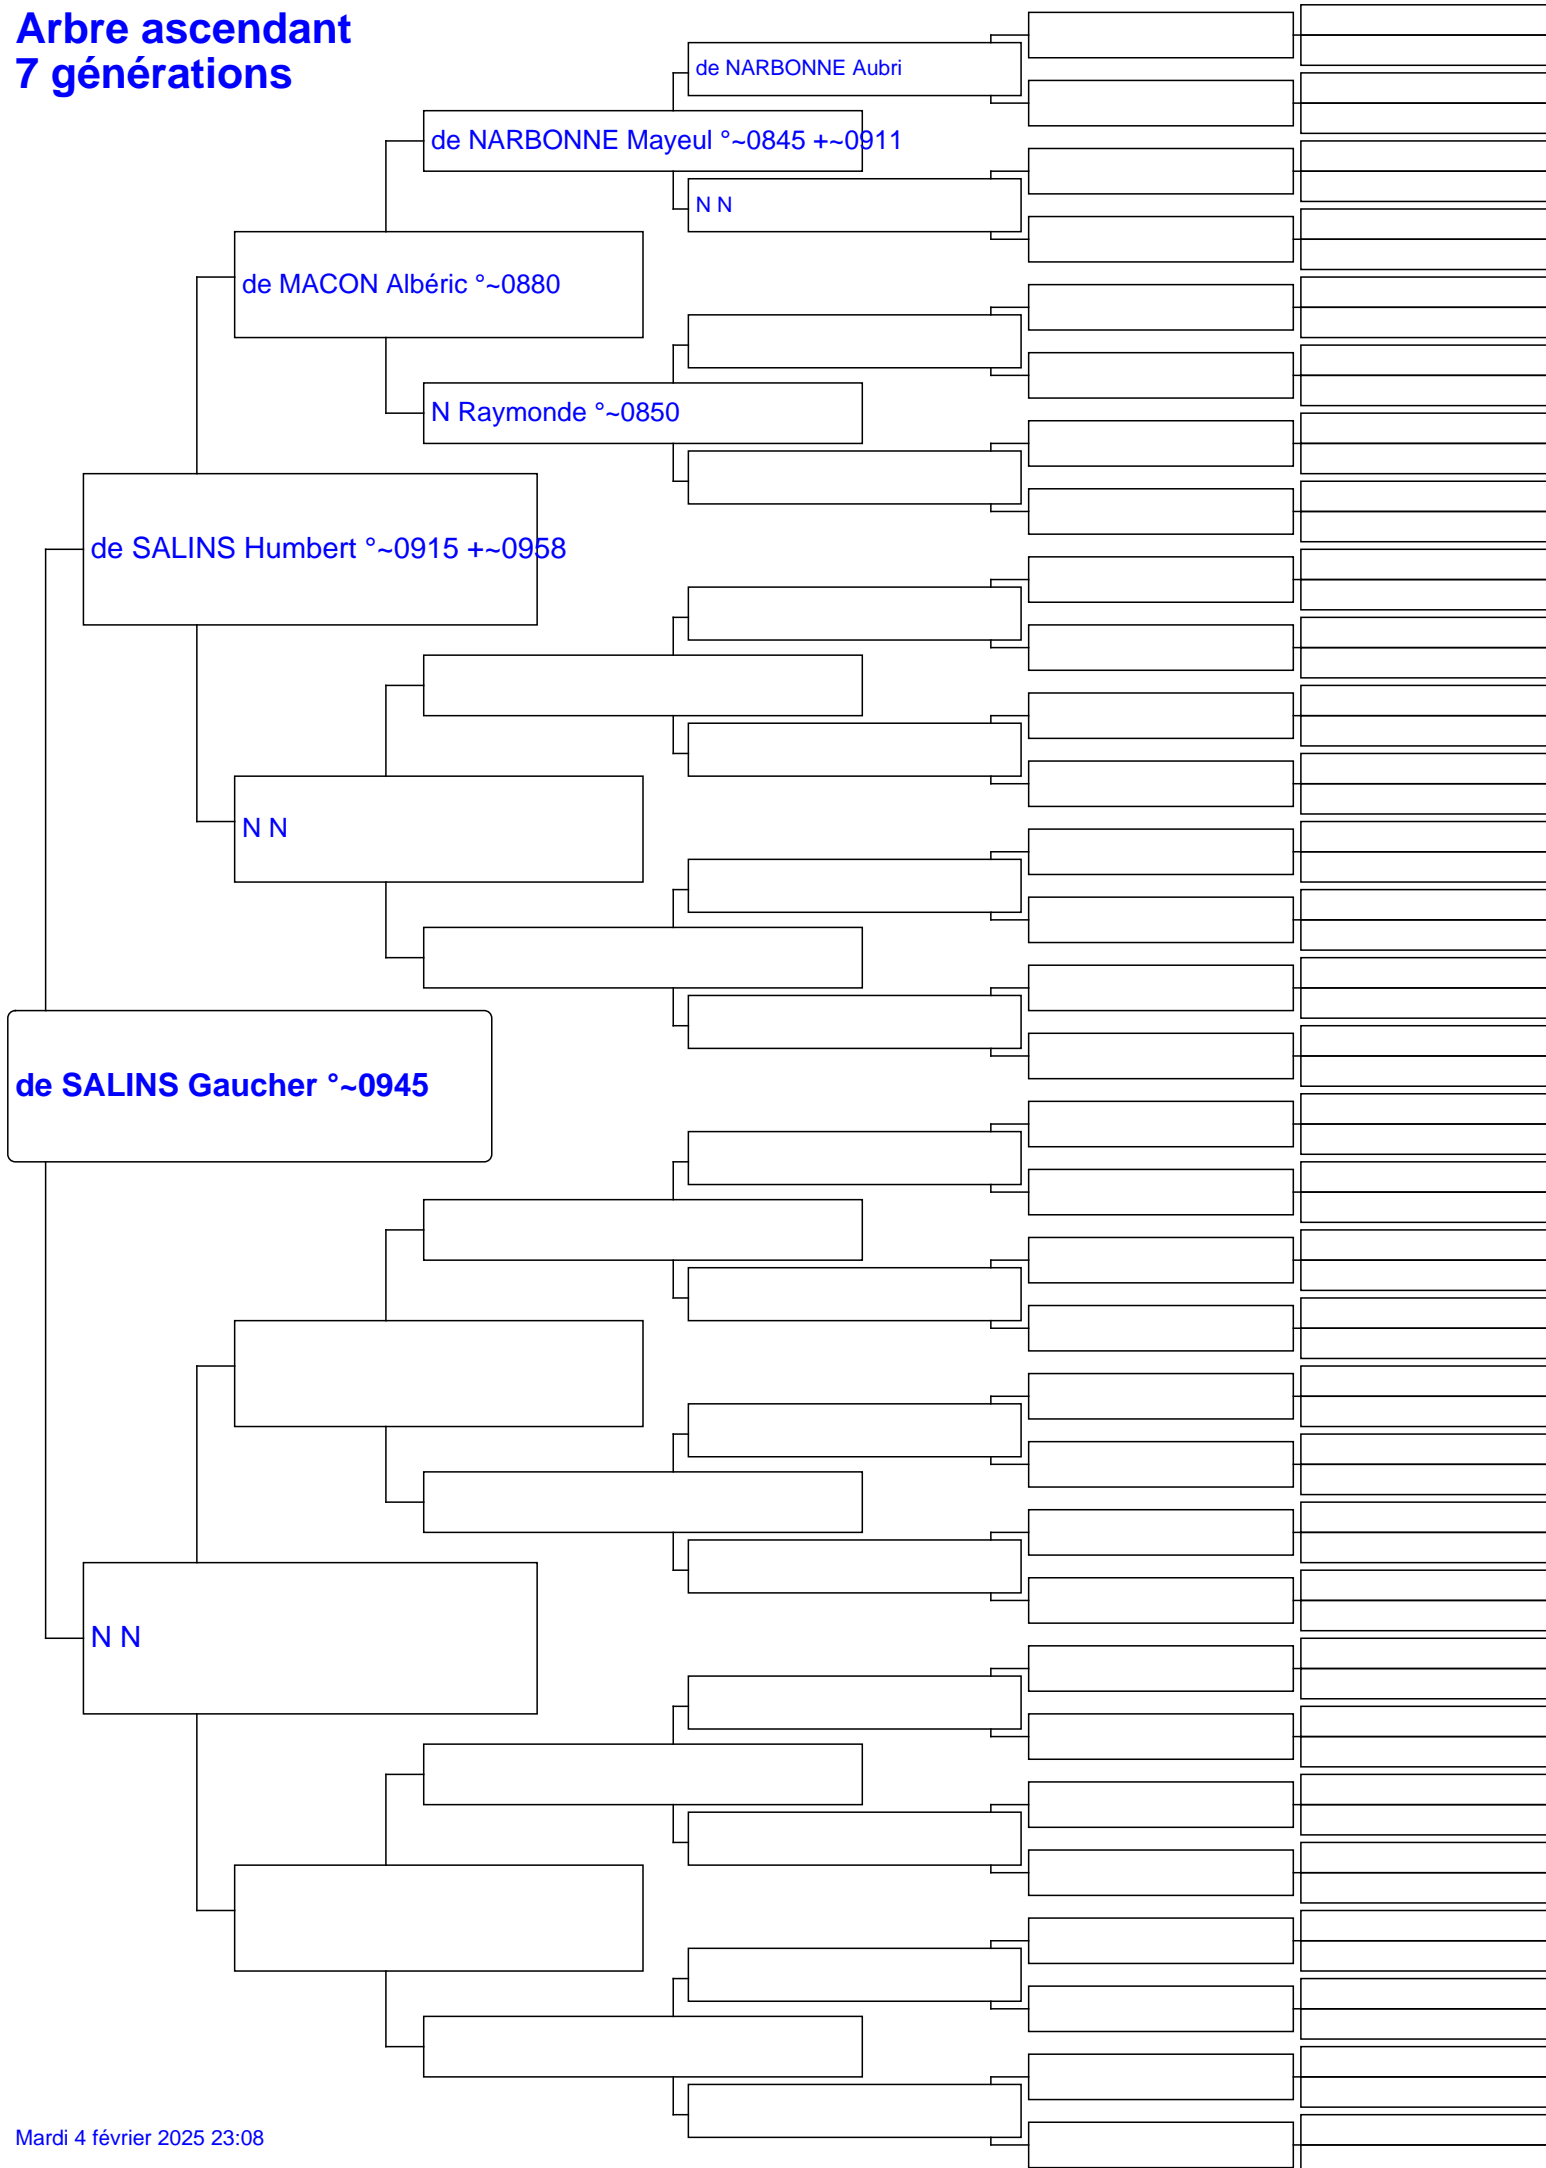 Arbre ascendant
7 générations
de NARBONNE Aubri
de NARBONNE Mayeul °~0845 +~0911
N N
de MACON Albéric °~0880
N Raymonde °~0850
de SALINS Humbert °~0915 +~0958
N N
de SALINS Gaucher °~0945
N N
Mardi 4 février 2025 23:08